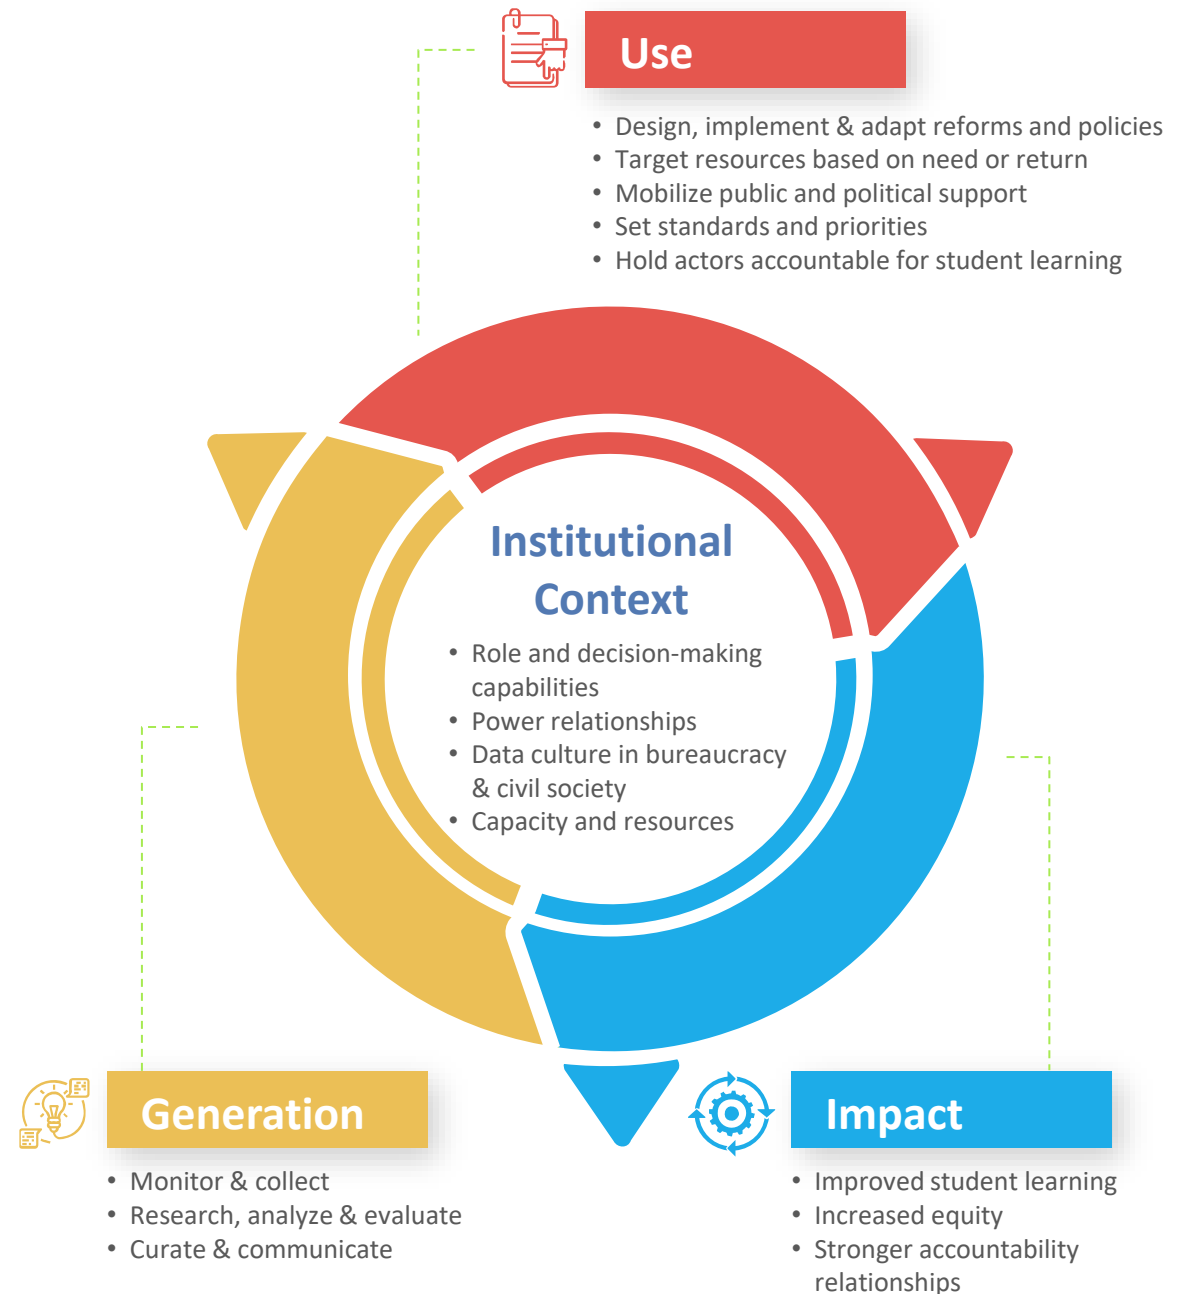 Use
• Design, implement & adapt reforms and policies
• Target resources based on need or return
• Mobilize public and political support
• Set standards and priorities
• Hold actors accountable for student learning
Institutional
Context
• Role and decision-making
capabilities
• Power relationships
• Data culture in bureaucracy
& civil society
• Capacity and resources
Generation
• Monitor & collect
• Research, analyze & evaluate
• Curate & communicate
Impact
• Improved student learning
• Increased equity
• Stronger accountability
relationships